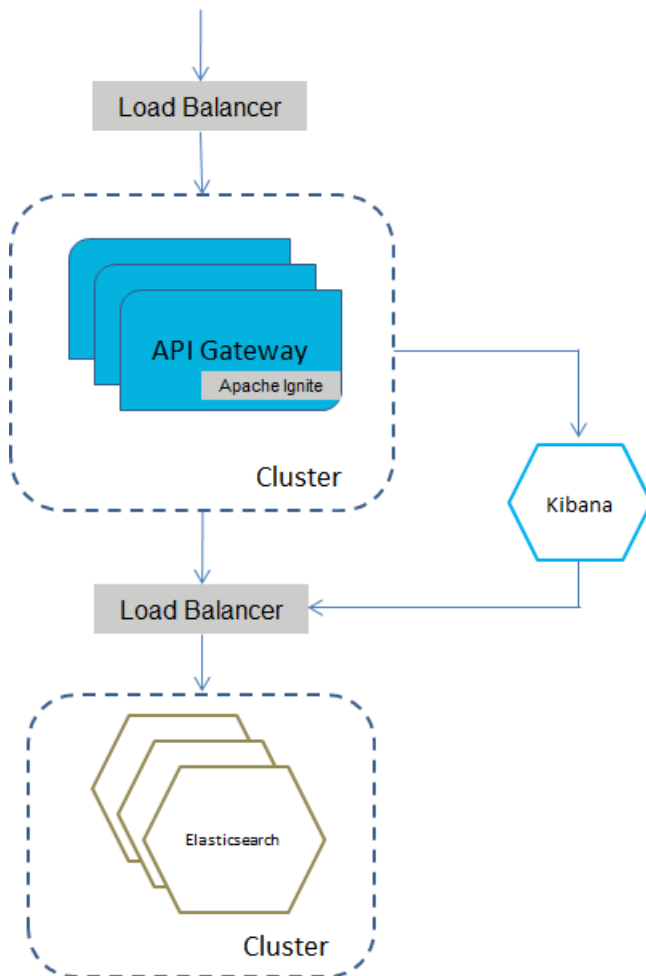 Load Balancer
API Gateway
Apache Ignite
Cluster
Kibana
Load Balancer
Elasticsearch
Cluster